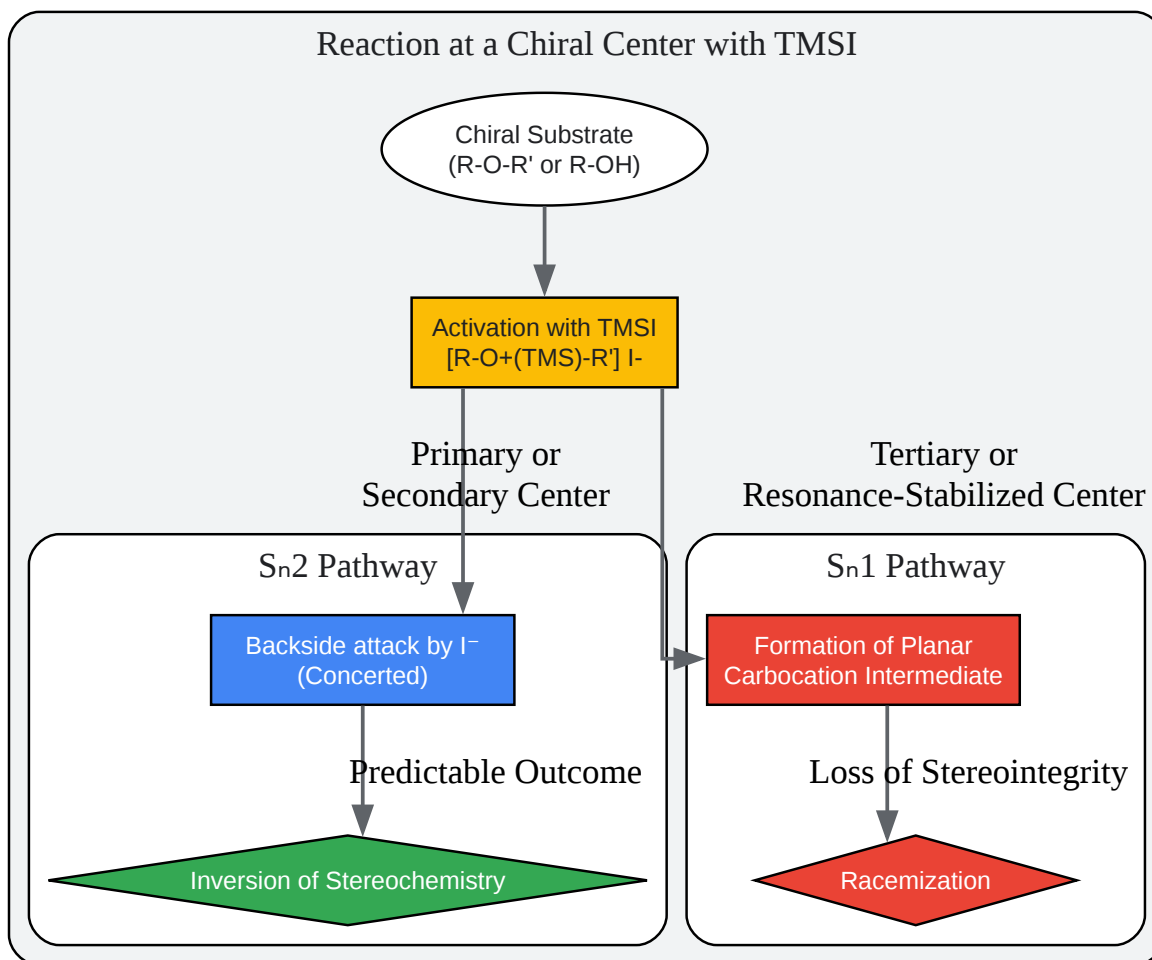 Reaction at a Chiral Center with TMSI
Chiral Substrate
(R-O-R' or R-OH)
Activation with TMSI
[R-O+(TMS)-R'] I-
Primary or
Secondary Center
Tertiary or
Resonance-Stabilized Center
Sₙ2 Pathway
Backside attack by I⁻
(Concerted)
Predictable Outcome
Inversion of Stereochemistry
Sₙ1 Pathway
Formation of Planar
Carbocation Intermediate
Loss of Stereointegrity
Racemization